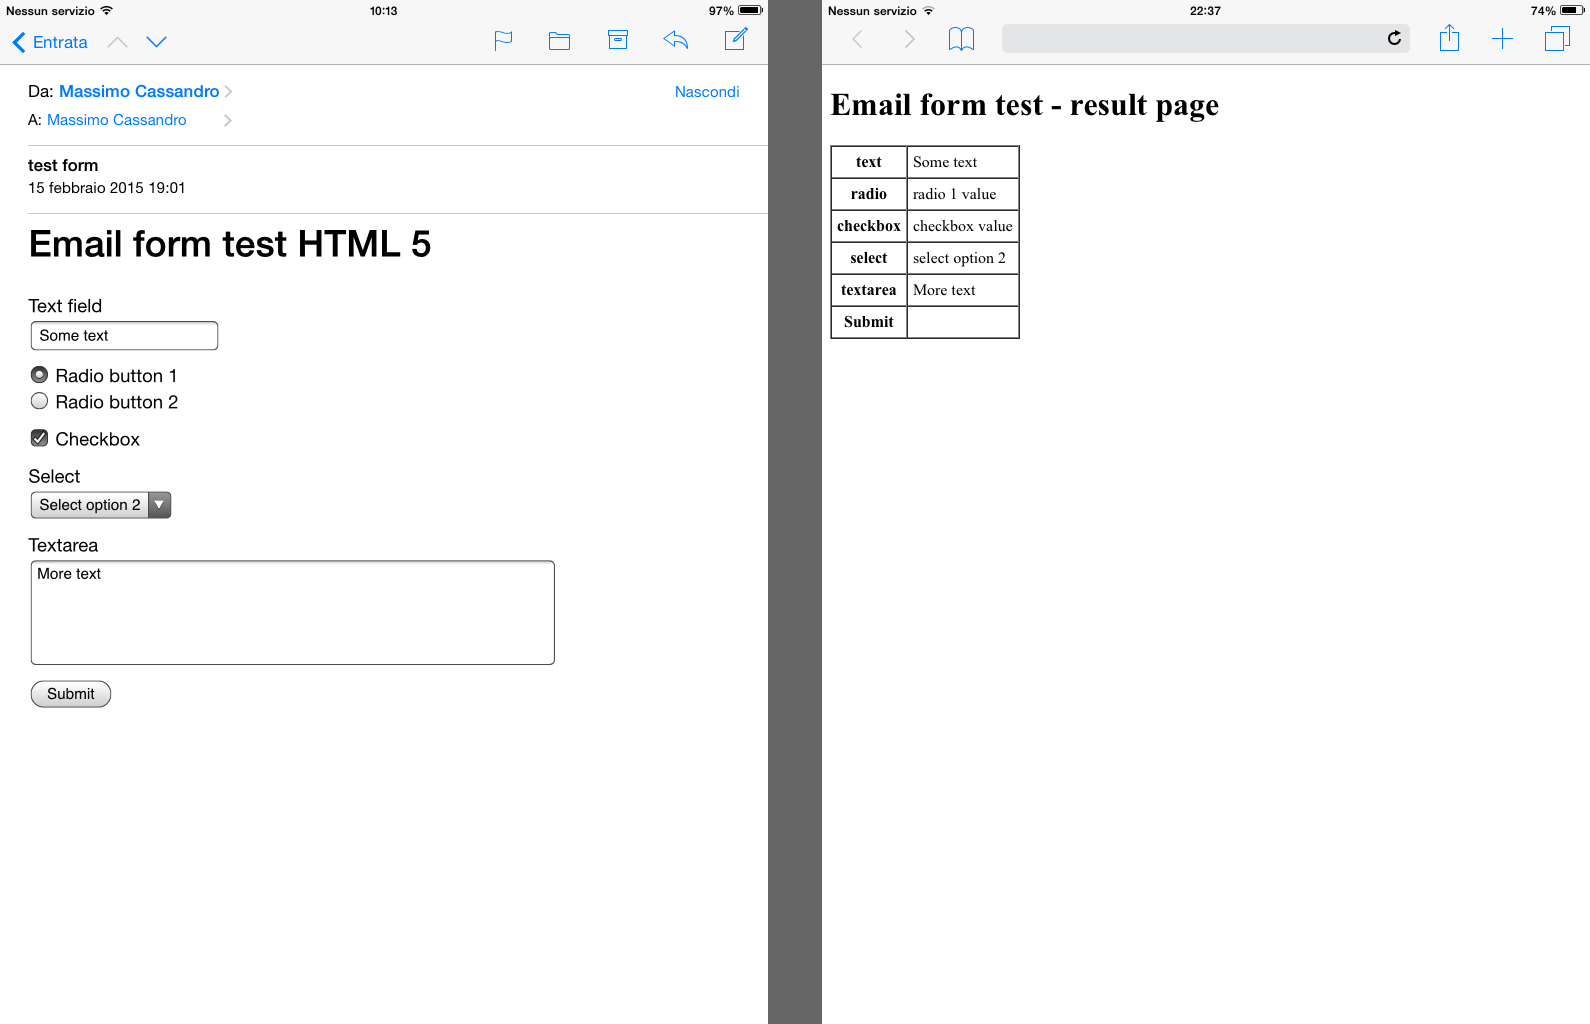 Nessun servizio 10:13 97%
Entrata
Da: Massimo Cassandro Nascondi
A: Massimo Cassandro
test form
15 febbraio 2015 19:01
Email form test HTML 5
Text field
Some text
Radio button 1
Radio button 2
Checkbox
Select
Select option 2
Textarea
More text
Submit
Nessun servizio 22:37 74%
Email form test - result page
text Some text
radio radio 1 value
checkbox checkbox value
select select option 2
textarea More text
Submit